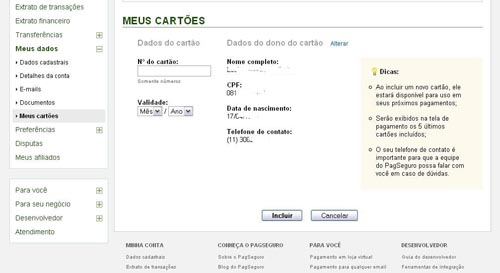 Extrato de transações
Extrato financeiro
Transferências
Meus dados
Dados cadastrais
Detalhes da conta
E-mails
Documentos
Meus cartões
Preferências
Disputas
Meus afiliados
Para você
Para seu negócio
Desenvolvedor
Atendimento
MEUS CARTÕES
Dados do cartão
Nº do cartão:
Somente números
Validade:
Mês / Ano
Dados do dono do cartão Alterar
Nome completo:
CPF:
081
Data de nascimento:
17/04
Telefone de contato:
(11) 306
Dicas:
Ao incluir um novo cartão, ele
estará disponível para uso em
seus próximos pagamentos;
Serão exibidos na tela de
pagamento os 5 últimos
cartões incluídos;
O seu telefone de contato é
importante para que a equipe
do PagSeguro possa falar com
você em caso de dúvidas.
Incluir Cancelar
MINHA CONTA
Dados cadastrais
Extrato de transações
CONHEÇA O PAGSEGURO
Sobre o PagSeguro
Blog do PagSeguro
PARA VOCÊ
Pagamento em loja virtual
Pagamento para qualquer email
DESENVOLVEDOR
Guia do desenvolvedor
Ferramentas de integração